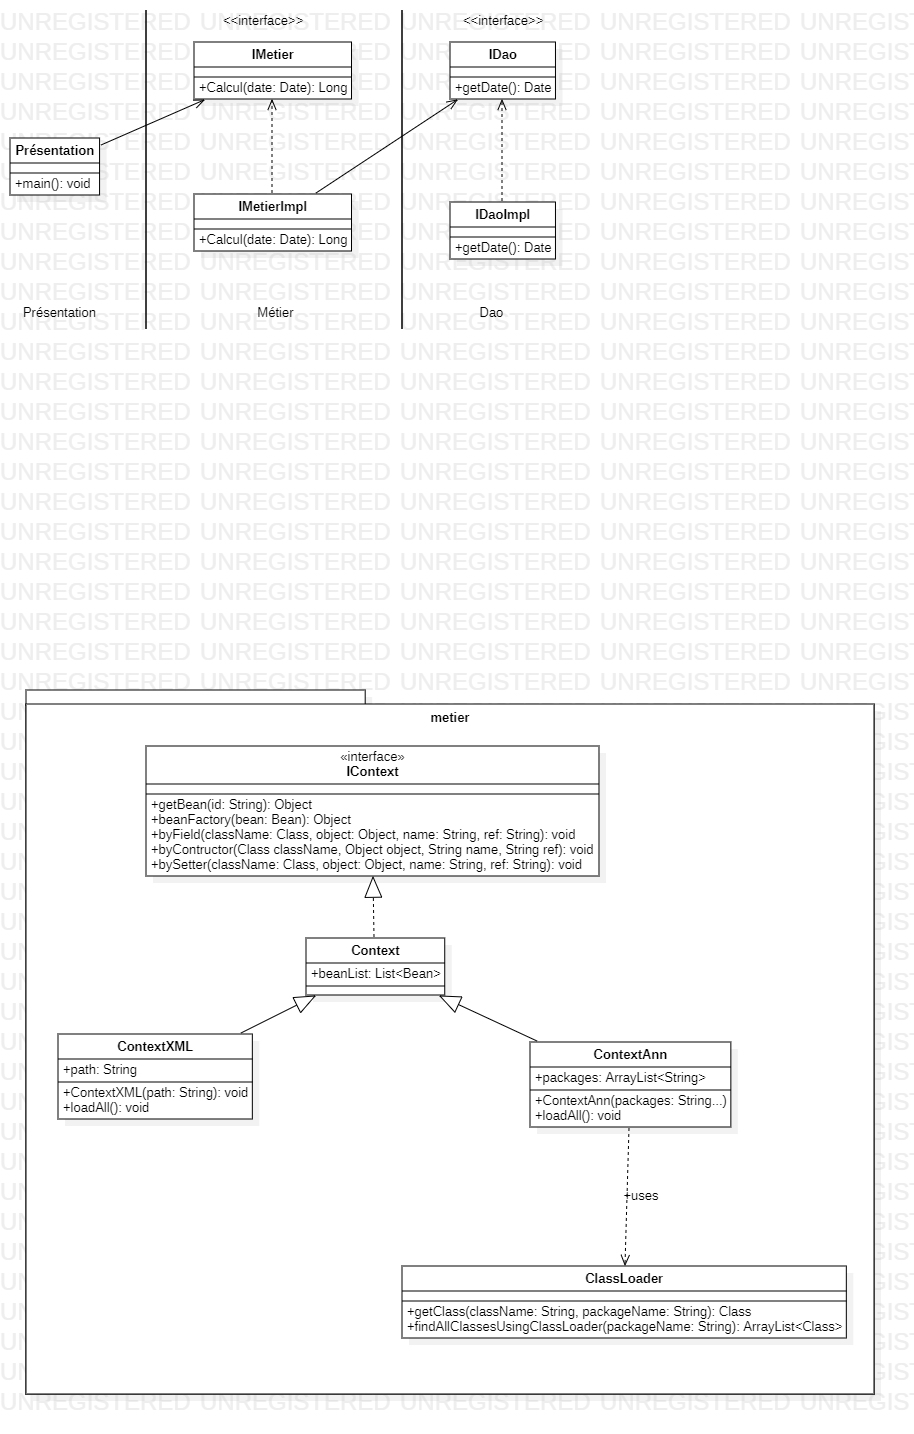 <<interface>>
<<interface>>
IMetier
+Calcul(date: Date): Long
IDao
+getDate(): Date
Présentation
+main(): void
IMetierImpl
+Calcul(date: Date): Long
IDaoImpl
+getDate(): Date
Présentation
Métier
Dao
metier
«interface»
IContext
+getBean(id: String): Object
+beanFactory(bean: Bean): Object
+byField(className: Class, object: Object, name: String, ref: String): void
+byContructor(Class className, Object object, String name, String ref): void
+bySetter(className: Class, object: Object, name: String, ref: String): void
Context
+beanList: List<Bean>
ContextXML
+path: String
+ContextXML(path: String): void
+loadAll(): void
ContextAnn
+packages: ArrayList<String>
+ContextAnn(packages: String...)
+loadAll(): void
+uses
ClassLoader
+getClass(className: String, packageName: String): Class
+findAllClassesUsingClassLoader(packageName: String): ArrayList<Class>
UNREGISTERED